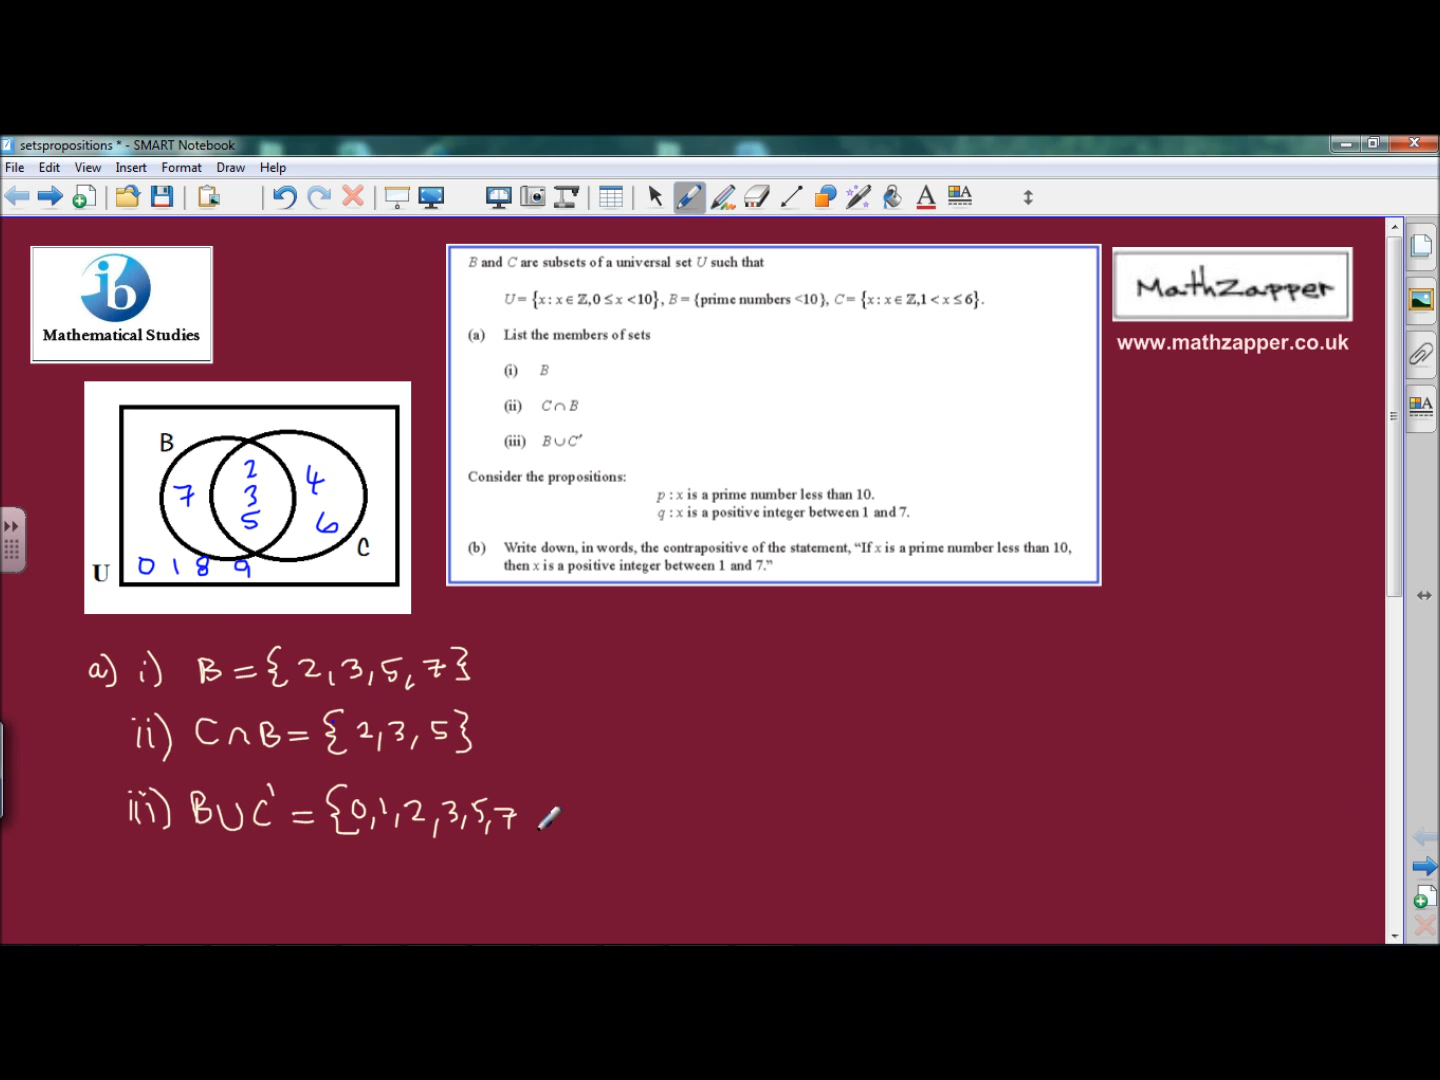 setspropositions * - SMART Notebook
File Edit View Insert Format Draw Help
ib
Mathematical Studies
B and C are subsets of a universal set U such that
U = {x : x ∈ ℤ, 0 ≤ x < 10}, B = {prime numbers < 10}, C = {x : x ∈ ℤ, 1 < x ≤ 6}.
(a) List the members of sets
(i) B
(ii) C ∩ B
(iii) B ∪ C′
Consider the propositions:
p : x is a prime number less than 10.
q : x is a positive integer between 1 and 7.
(b) Write down, in words, the contrapositive of the statement, “If x is a prime number less than 10,
then x is a positive integer between 1 and 7.”
MathZapper
www.mathzapper.co.uk
B
2
7 3 4
5 6
C
U 0 1 8 9
a) i) B = { 2, 3, 5, 7 }
ii) C ∩ B = { 2, 3, 5 }
iii) B ∪ C' = { 0, 1, 2, 3, 5, 7